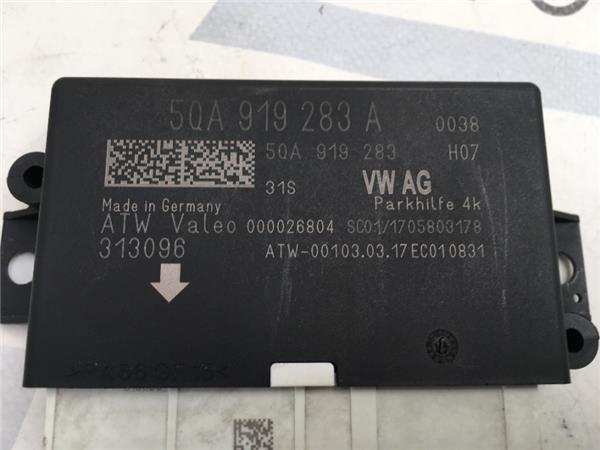 5QA 919 283 A 0038
5QA 919 283 H07
31S VW AG
Made in Germany Parkhilfe 4k
ATW Valeo 000026804 SC01/1705803178
313096 ATW-00103.03.17EC010831